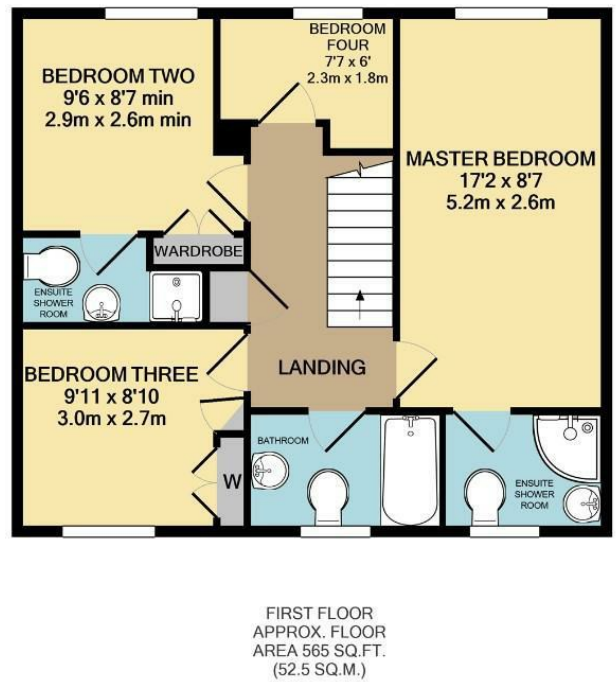 BEDROOM TWO
9'6 x 8'7 min
2.9m x 2.6m min
BEDROOM
FOUR
7'7 x 6'
2.3m x 1.8m
MASTER BEDROOM
17'2 x 8'7
5.2m x 2.6m
WARDROBE
ENSUITE
SHOWER
ROOM
BEDROOM THREE
9'11 x 8'10
3.0m x 2.7m
LANDING
W
BATHROOM
ENSUITE
SHOWER
ROOM
FIRST FLOOR
APPROX. FLOOR
AREA 565 SQ.FT.
(52.5 SQ.M.)